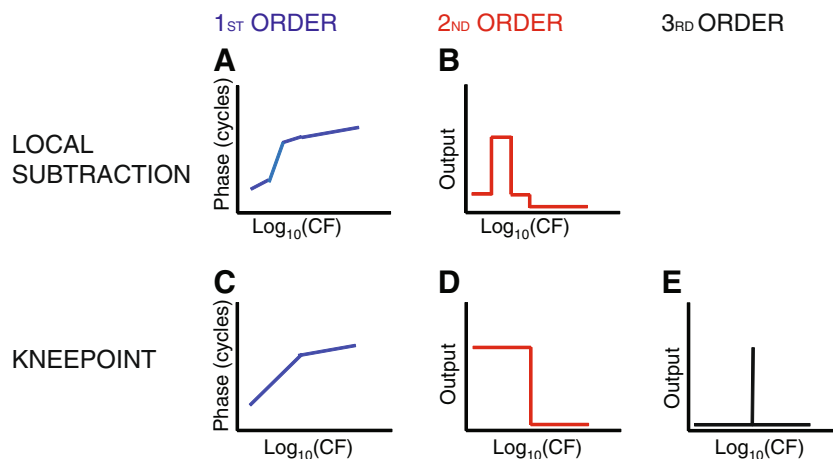 1ST ORDER
2ND ORDER
3RD ORDER
A
B
LOCAL
SUBTRACTION
Phase (cycles)
Log10(CF)
Output
Log10(CF)
C
D
E
KNEEPOINT
Phase (cycles)
Log10(CF)
Output
Log10(CF)
Output
Log10(CF)